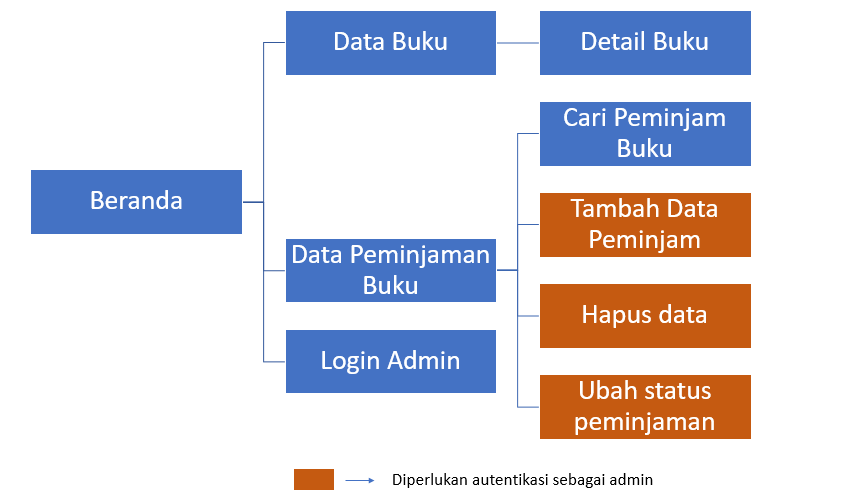 Data Buku
Detail Buku
Cari Peminjam
Buku
Beranda
Tambah Data
Peminjam
Data Peminjaman
Buku
Hapus data
Login Admin
Ubah status
peminjaman
Diperlukan autentikasi sebagai admin